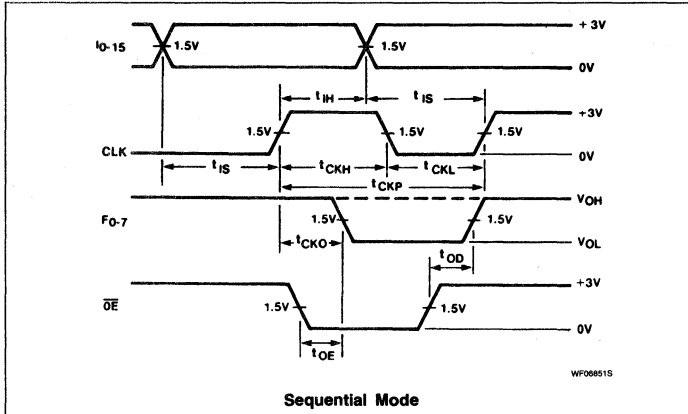 I0-15
1.5V
1.5V
+3V
0V
tIH
tIS
CLK
1.5V
1.5V
1.5V
+3V
0V
tIS
tCKH
tCKL
tCKP
F0-7
1.5V
1.5V
VOH
VOL
tCKO
tOD
OE
1.5V
1.5V
+3V
0V
tOE
WF06851S
Sequential Mode